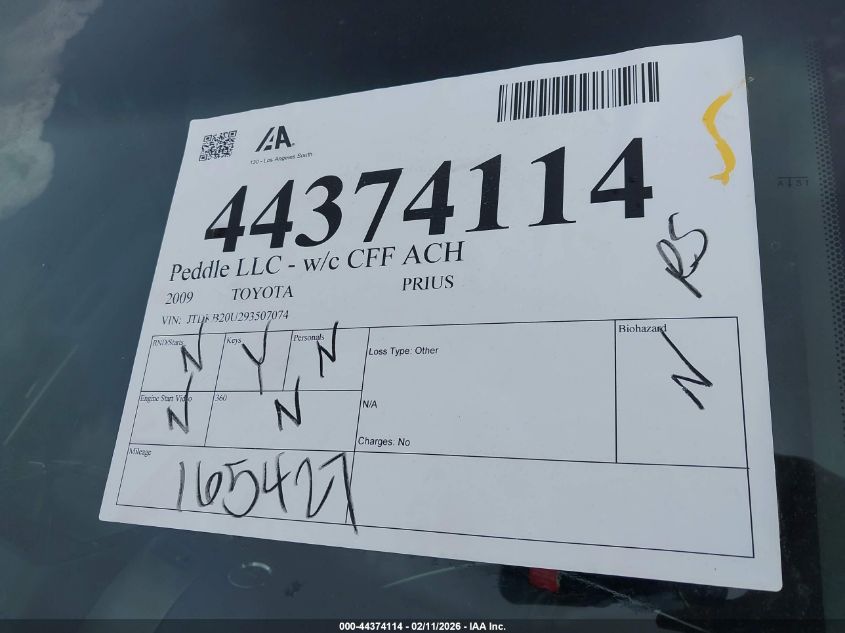 IAA
120 - Los Angeles South
44374114
Peddle LLC - w/c CFF ACH
RS
2009 TOYOTA PRIUS
VIN: JTDKB20U293507074
RND/Starts N
Keys Y
Personals N
Loss Type: Other
Biohazard N
Engine Start Video N
360 N
N/A
Charges: No
Mileage 165427
000-44374114 - 02/11/2026 - IAA Inc.